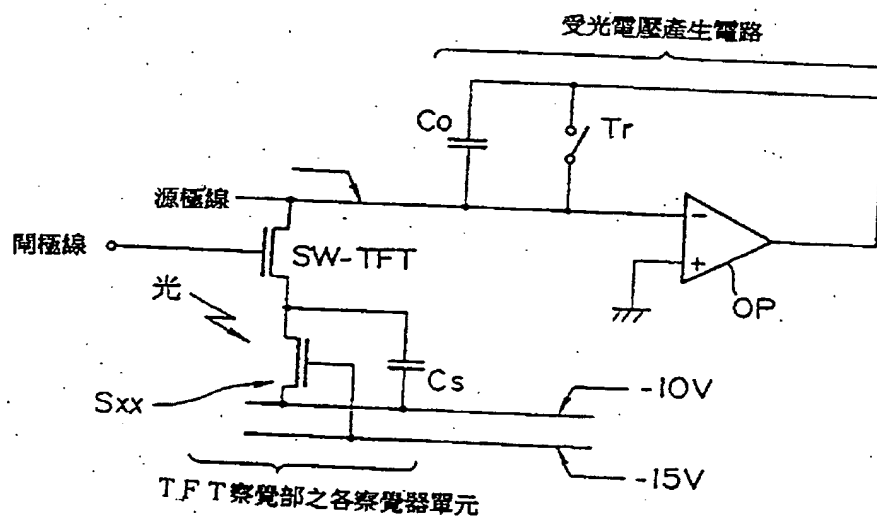 受光電壓產生電路
Co
Tr
源極線
閘極線
SW-TFT
−
+
OP
光
Cs
Sxx
-10V
-15V
TFT察覺部之各察覺器單元